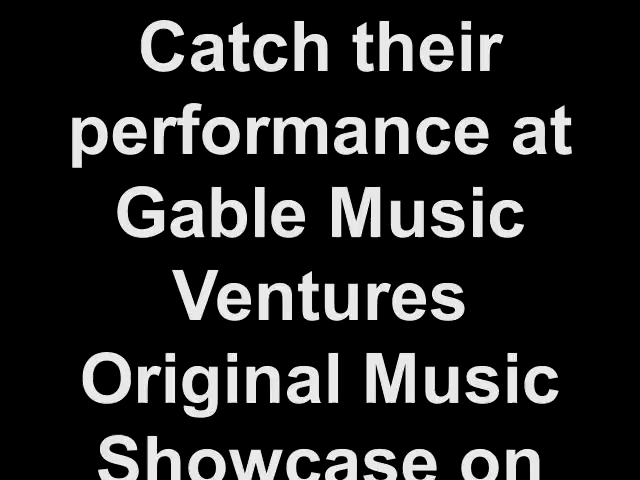 Catch their
performance at
Gable Music
Ventures
Original Music
Showcase on